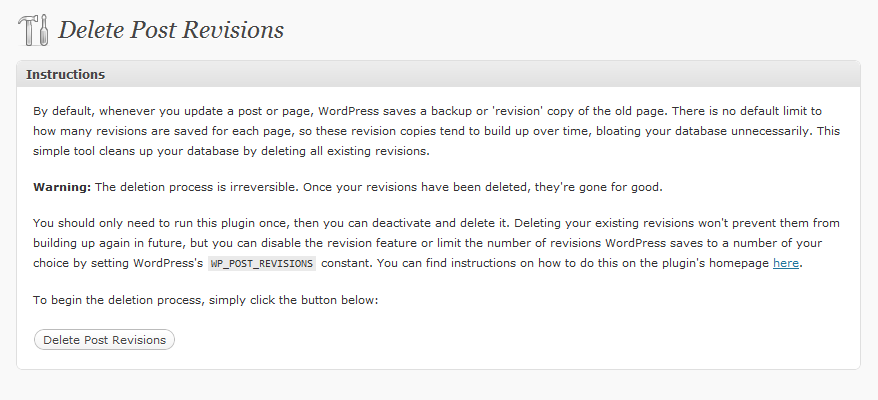 Delete Post Revisions
Instructions
By default, whenever you update a post or page, WordPress saves a backup or 'revision' copy of the old page. There is no default limit to
how many revisions are saved for each page, so these revision copies tend to build up over time, bloating your database unnecessarily. This
simple tool cleans up your database by deleting all existing revisions.
Warning: The deletion process is irreversible. Once your revisions have been deleted, they're gone for good.
You should only need to run this plugin once, then you can deactivate and delete it. Deleting your existing revisions won't prevent them from
building up again in future, but you can disable the revision feature or limit the number of revisions WordPress saves to a number of your
choice by setting WordPress's WP_POST_REVISIONS constant. You can find instructions on how to do this on the plugin's homepage here.
To begin the deletion process, simply click the button below:
Delete Post Revisions